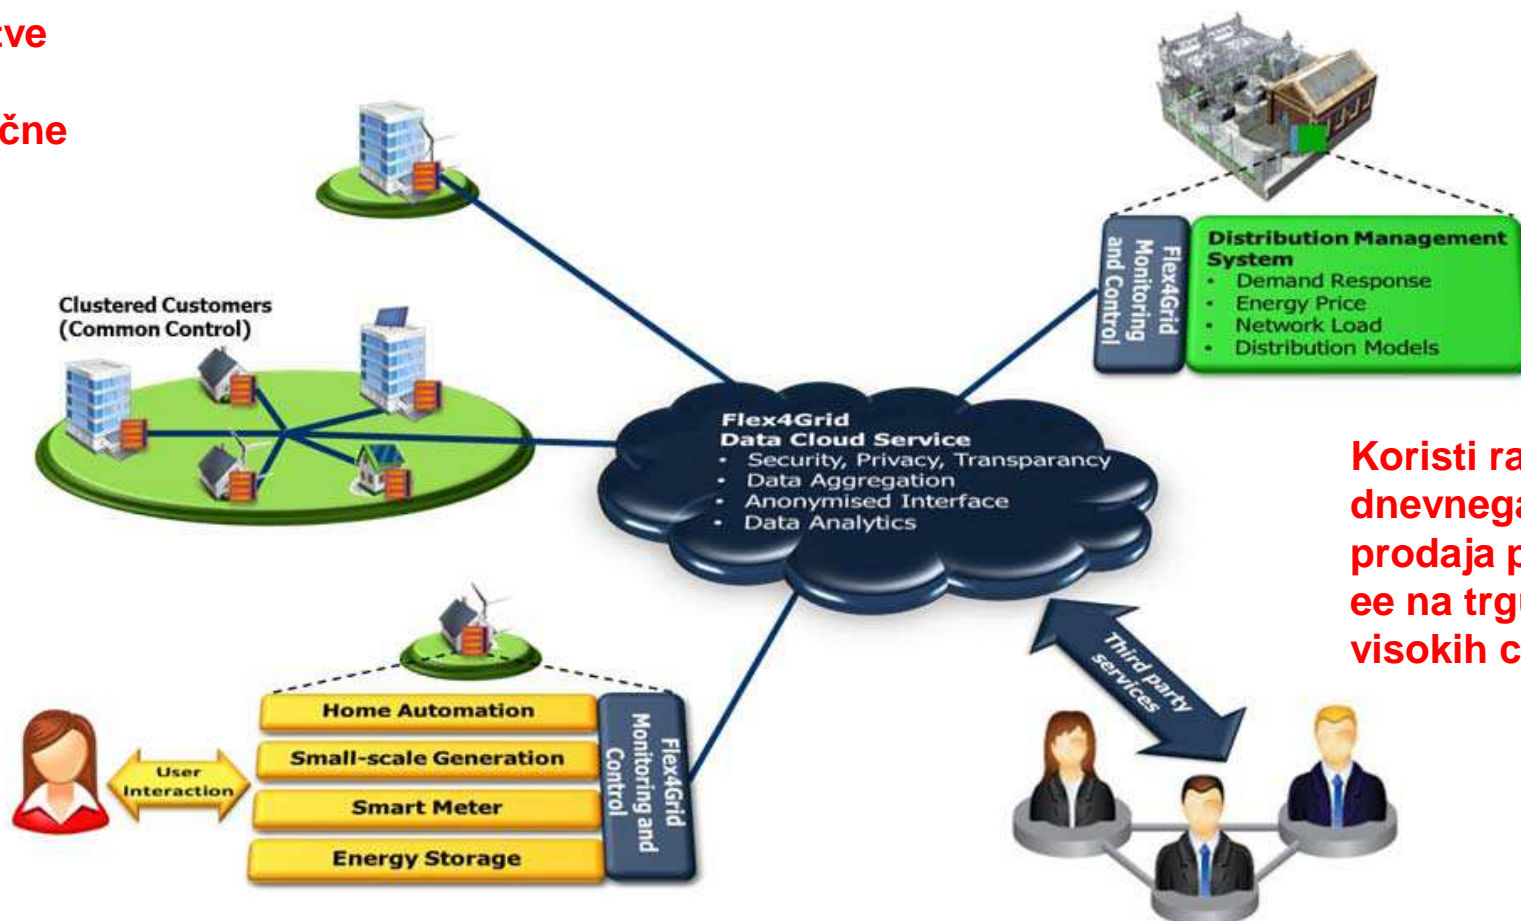 čne
Clustered Customers
(Common Control)
Flex4Grid
Monitoring
and Control
Distribution Management
System
• Demand Response
• Energy Price
• Network Load
• Distribution Models
Flex4Grid
Data Cloud Service
• Security, Privacy, Transparancy
• Data Aggregation
• Anonymised Interface
• Data Analytics
Koristi ra
dnevnega
prodaja p
ee na trgu
visokih c
Third party
services
User
Interaction
Home Automation
Small-scale Generation
Smart Meter
Energy Storage
Flex4Grid
Monitoring and
Control